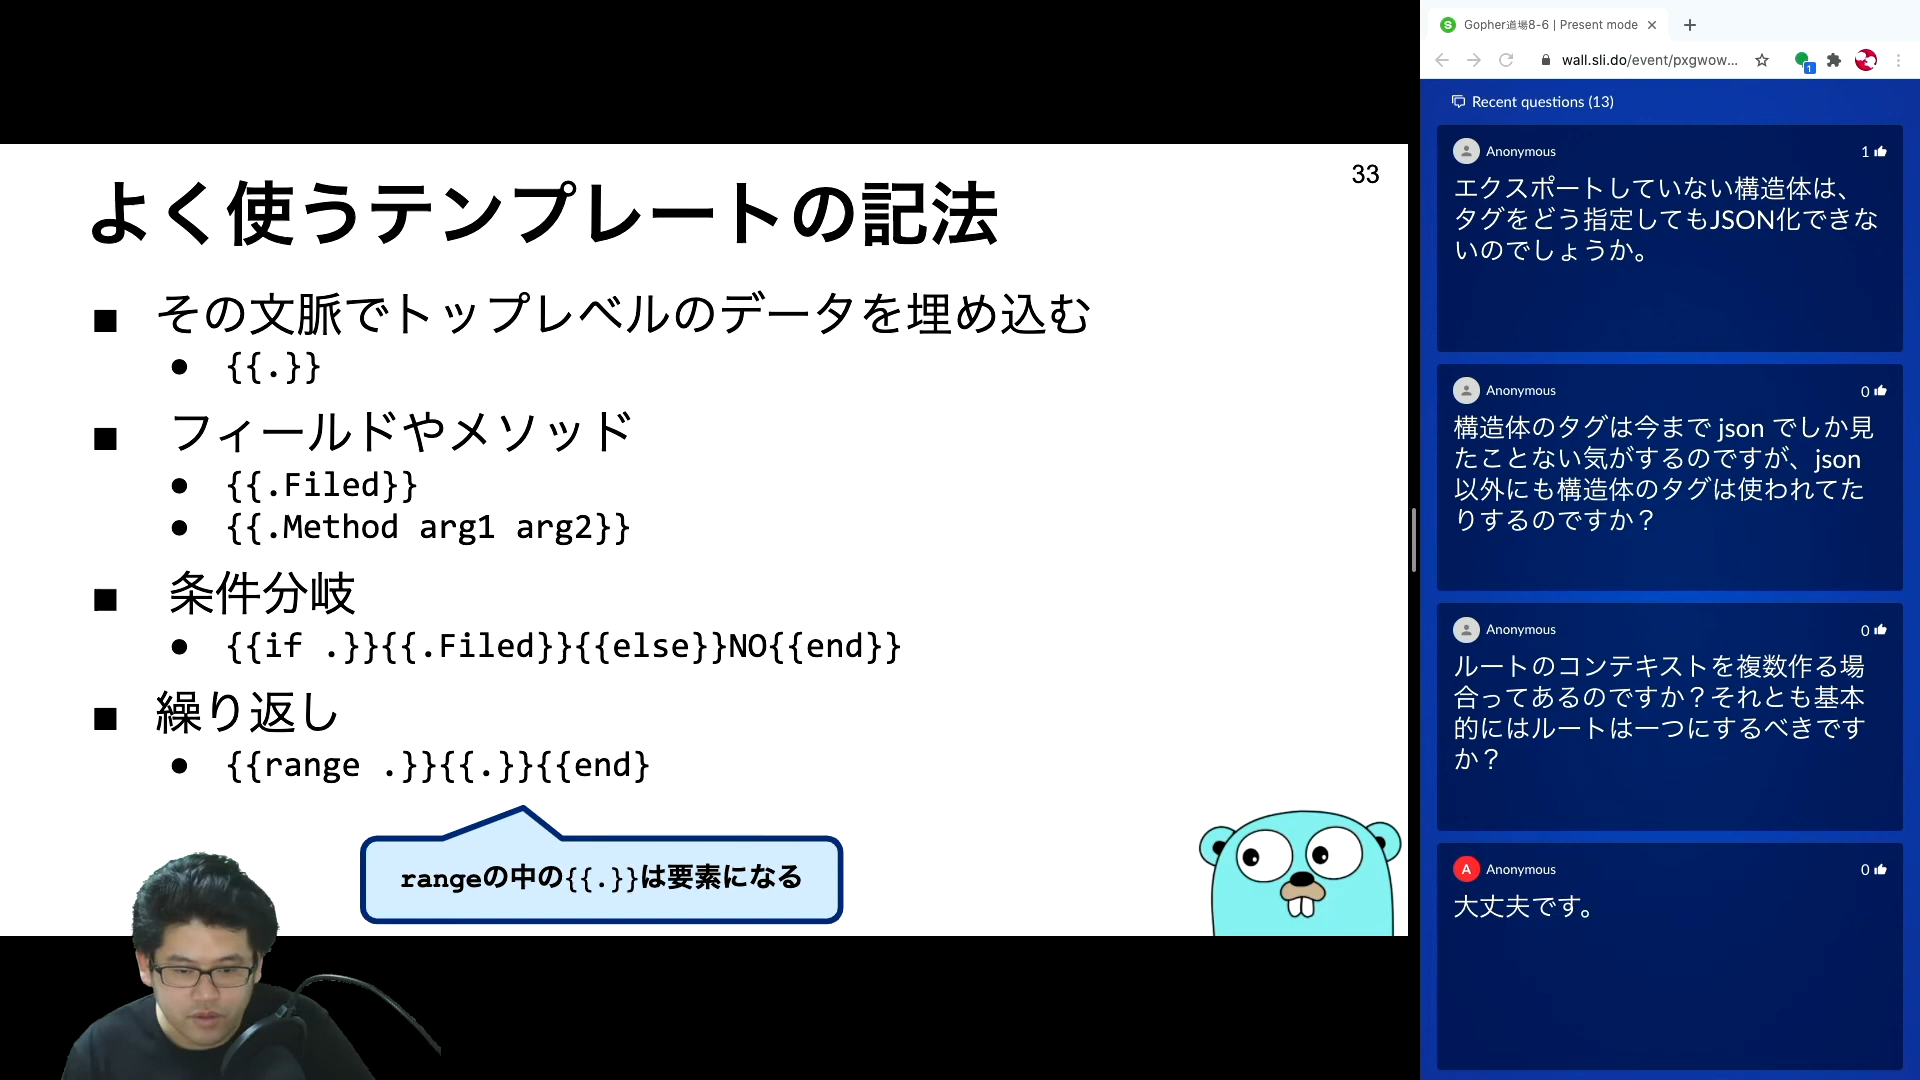 33
よく使うテンプレートの記法
■ その文脈でトップレベルのデータを埋め込む
● {{.}}
■ フィールドやメソッド
● {{.Filed}}
● {{.Method arg1 arg2}}
■ 条件分岐
● {{if .}}{{.Filed}}{{else}}NO{{end}}
■ 繰り返し
● {{range .}}{{.}}{{end}
rangeの中の{{.}}は要素になる
S Gopher道場8-6 | Present mode
wall.sli.do/event/pxgwow...
1
Recent questions (13)
Anonymous
1
エクスポートしていない構造体は、
タグをどう指定してもJSON化できな
いのでしょうか。
Anonymous
0
構造体のタグは今まで json でしか見
たことない気がするのですが、json
以外にも構造体のタグは使われてた
りするのですか？
Anonymous
0
ルートのコンテキストを複数作る場
合ってあるのですか？それとも基本
的にはルートは一つにするべきです
か？
A Anonymous
0
大丈夫です。